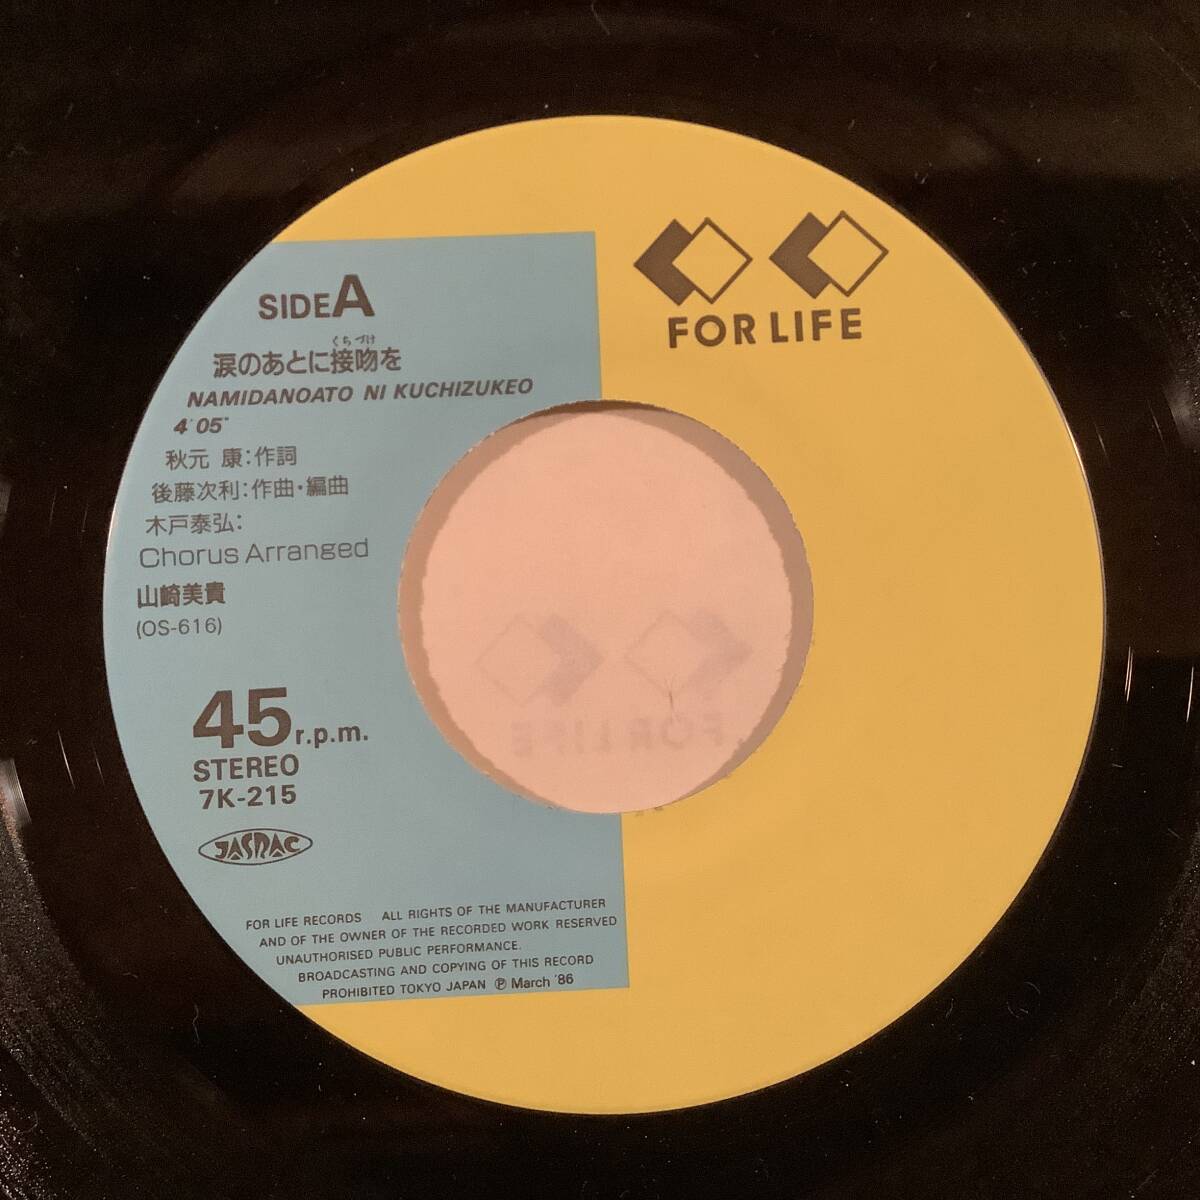 FOR LIFE
SIDE A
くちづけ
涙のあとに接吻を
NAMIDANOATO NI KUCHIZUKEO
4'05"
秋元 康:作詞
後藤次利:作曲・編曲
木戸泰弘:
Chorus Arranged
山崎美貴
(OS-616)
45 r.p.m.
STEREO
7K-215
JASRAC
FOR LIFE RECORDS ALL RIGHTS OF THE MANUFACTURER
AND OF THE OWNER OF THE RECORDED WORK RESERVED
UNAUTHORISED PUBLIC PERFORMANCE.
BROADCASTING AND COPYING OF THIS RECORD
PROHIBITED TOKYO JAPAN Ⓟ March '86
FOR LIFE